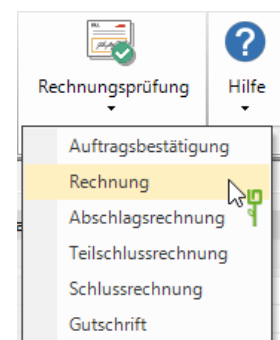 Rechnungsprüfung
Hilfe
Auftragsbestätigung
Rechnung
Abschlagsrechnung
Teilschlussrechnung
Schlussrechnung
Gutschrift